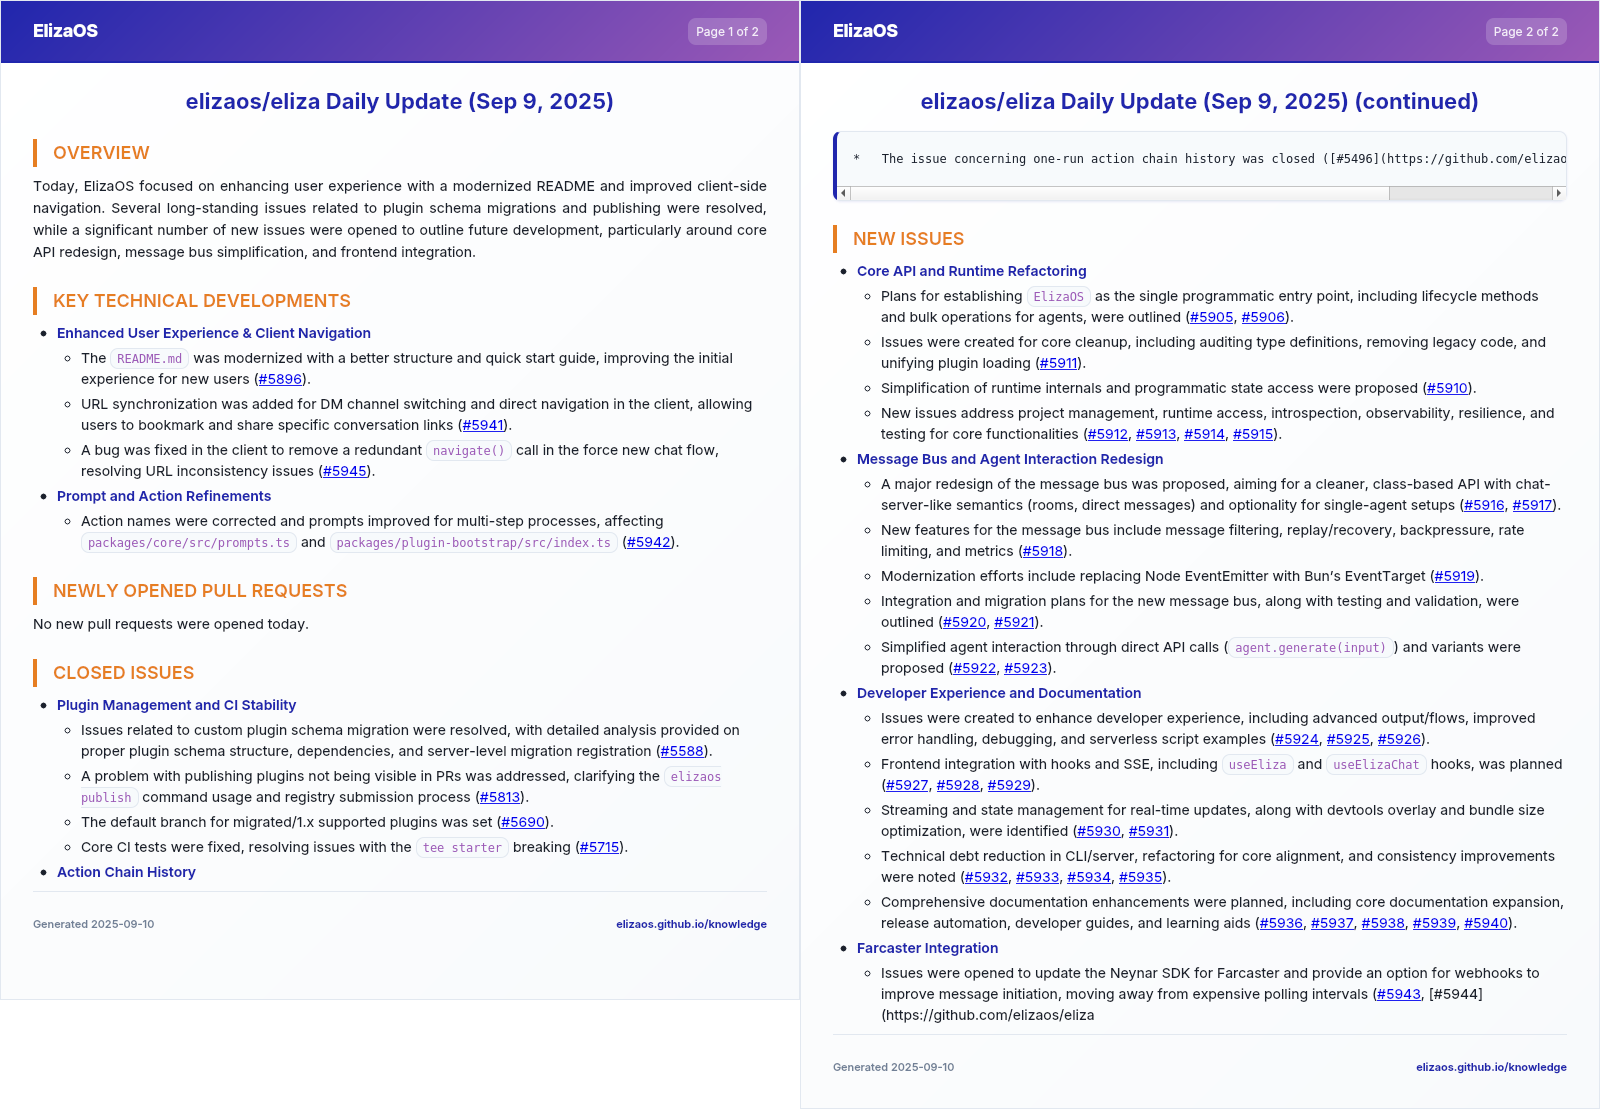 ElizaOS
Page 1 of 2
elizaos/eliza Daily Update (Sep 9, 2025)
OVERVIEW
Today, ElizaOS focused on enhancing user experience with a modernized README and improved client-side
navigation. Several long-standing issues related to plugin schema migrations and publishing were resolved,
while a significant number of new issues were opened to outline future development, particularly around core
API redesign, message bus simplification, and frontend integration.
KEY TECHNICAL DEVELOPMENTS
• Enhanced User Experience & Client Navigation
◦ The README.md was modernized with a better structure and quick start guide, improving the initial
experience for new users (#5896).
◦ URL synchronization was added for DM channel switching and direct navigation in the client, allowing
users to bookmark and share specific conversation links (#5941).
◦ A bug was fixed in the client to remove a redundant navigate() call in the force new chat flow,
resolving URL inconsistency issues (#5945).
• Prompt and Action Refinements
◦ Action names were corrected and prompts improved for multi-step processes, affecting
packages/core/src/prompts.ts and packages/plugin-bootstrap/src/index.ts (#5942).
NEWLY OPENED PULL REQUESTS
No new pull requests were opened today.
CLOSED ISSUES
• Plugin Management and CI Stability
◦ Issues related to custom plugin schema migration were resolved, with detailed analysis provided on
proper plugin schema structure, dependencies, and server-level migration registration (#5588).
◦ A problem with publishing plugins not being visible in PRs was addressed, clarifying the elizaos
publish command usage and registry submission process (#5813).
◦ The default branch for migrated/1.x supported plugins was set (#5690).
◦ Core CI tests were fixed, resolving issues with the tee starter breaking (#5715).
• Action Chain History
Generated 2025-09-10
elizaos.github.io/knowledge
ElizaOS
Page 2 of 2
elizaos/eliza Daily Update (Sep 9, 2025) (continued)
* The issue concerning one-run action chain history was closed ([#5496](https://github.com/elizao
NEW ISSUES
• Core API and Runtime Refactoring
◦ Plans for establishing ElizaOS as the single programmatic entry point, including lifecycle methods
and bulk operations for agents, were outlined (#5905, #5906).
◦ Issues were created for core cleanup, including auditing type definitions, removing legacy code, and
unifying plugin loading (#5911).
◦ Simplification of runtime internals and programmatic state access were proposed (#5910).
◦ New issues address project management, runtime access, introspection, observability, resilience, and
testing for core functionalities (#5912, #5913, #5914, #5915).
• Message Bus and Agent Interaction Redesign
◦ A major redesign of the message bus was proposed, aiming for a cleaner, class-based API with chat-
server-like semantics (rooms, direct messages) and optionality for single-agent setups (#5916, #5917).
◦ New features for the message bus include message filtering, replay/recovery, backpressure, rate
limiting, and metrics (#5918).
◦ Modernization efforts include replacing Node EventEmitter with Bun's EventTarget (#5919).
◦ Integration and migration plans for the new message bus, along with testing and validation, were
outlined (#5920, #5921).
◦ Simplified agent interaction through direct API calls (agent.generate(input)) and variants were
proposed (#5922, #5923).
• Developer Experience and Documentation
◦ Issues were created to enhance developer experience, including advanced output/flows, improved
error handling, debugging, and serverless script examples (#5924, #5925, #5926).
◦ Frontend integration with hooks and SSE, including useEliza and useElizaChat hooks, was planned
(#5927, #5928, #5929).
◦ Streaming and state management for real-time updates, along with devtools overlay and bundle size
optimization, were identified (#5930, #5931).
◦ Technical debt reduction in CLI/server, refactoring for core alignment, and consistency improvements
were noted (#5932, #5933, #5934, #5935).
◦ Comprehensive documentation enhancements were planned, including core documentation expansion,
release automation, developer guides, and learning aids (#5936, #5937, #5938, #5939, #5940).
• Farcaster Integration
◦ Issues were opened to update the Neynar SDK for Farcaster and provide an option for webhooks to
improve message initiation, moving away from expensive polling intervals (#5943, [#5944]
(https://github.com/elizaos/eliza
Generated 2025-09-10
elizaos.github.io/knowledge